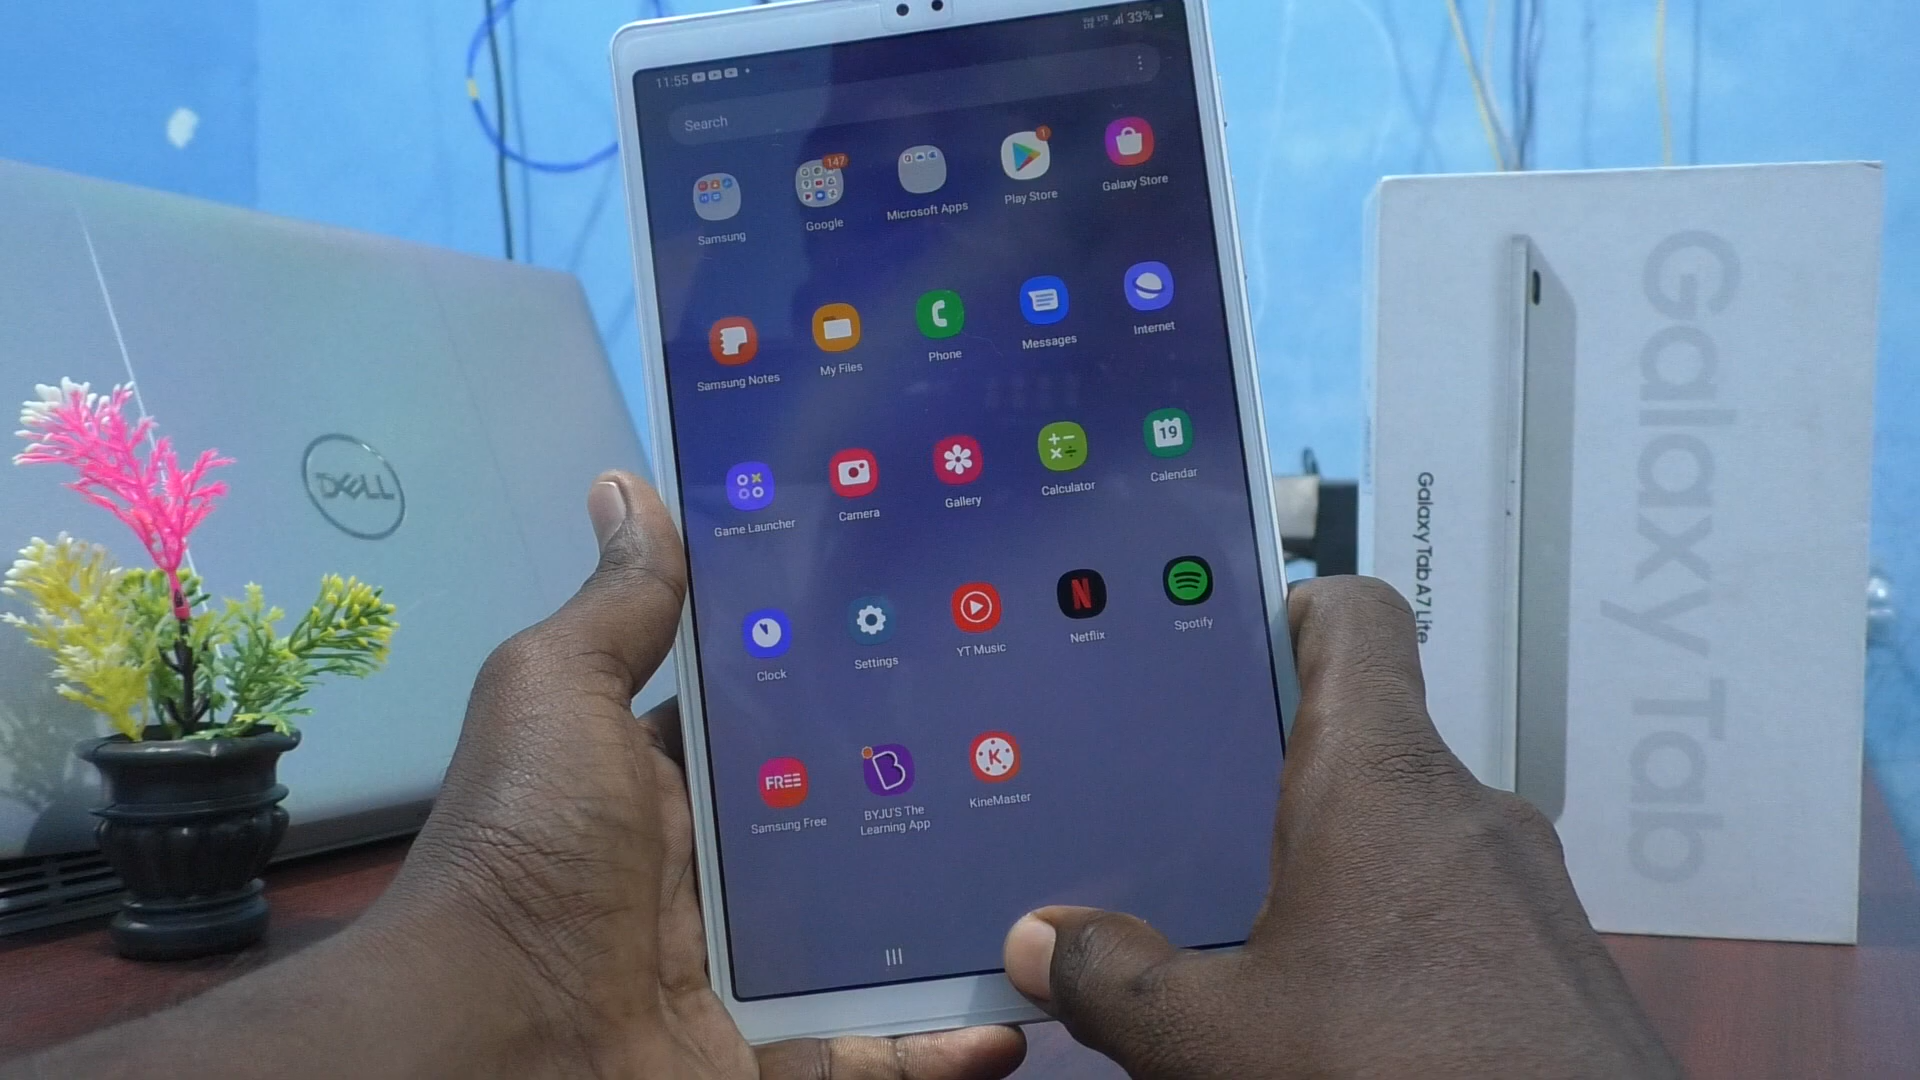 11:55
33%
Search
147
1
Samsung
Google
Microsoft Apps
Play Store
Galaxy Store
Samsung Notes
My Files
Phone
Messages
Internet
19
Game Launcher
Camera
Gallery
Calculator
Calendar
Clock
Settings
YT Music
N
Netflix
Spotify
FREE
B
K
Samsung Free
BYJU'S The
Learning App
KineMaster
DELL
Galaxy Tab A7 Lite
Galaxy Tab